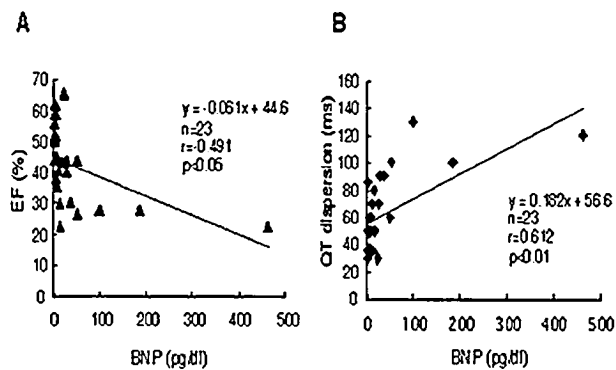 A
70
60
50
40
30
20
10
0
EF (%)
y = -0.061x + 44.6
n=23
r=-0.491
p<0.05
0 100 200 300 400 500
BNP (pg/dl)
B
160
140
120
100
80
60
40
20
0
QT dispersion (ms)
y = 0.182x + 56.6
n=23
r=0.612
p<0.01
0 100 200 300 400 500
BNP (pg/dl)